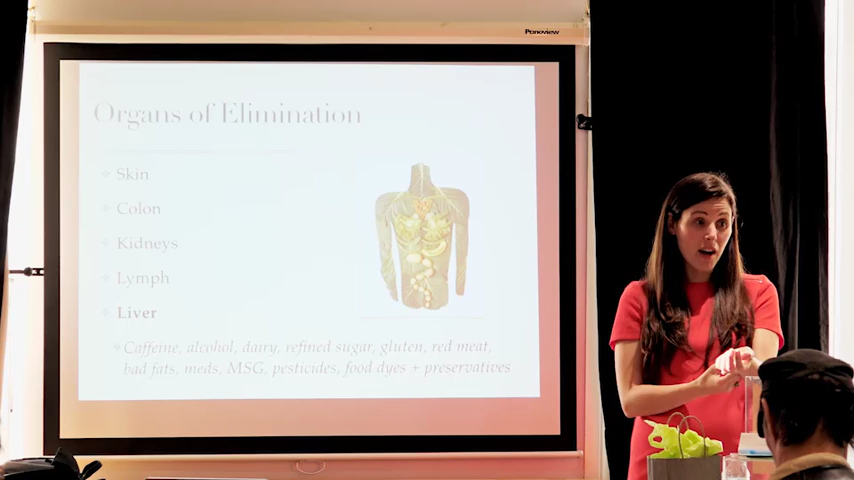 Panoview
Organs of Elimination
Skin
Colon
Kidneys
Lymph
Liver
Caffeine, alcohol, dairy, refined sugar, gluten, red meat,
bad fats, meds, MSG, pesticides, food dyes + preservatives